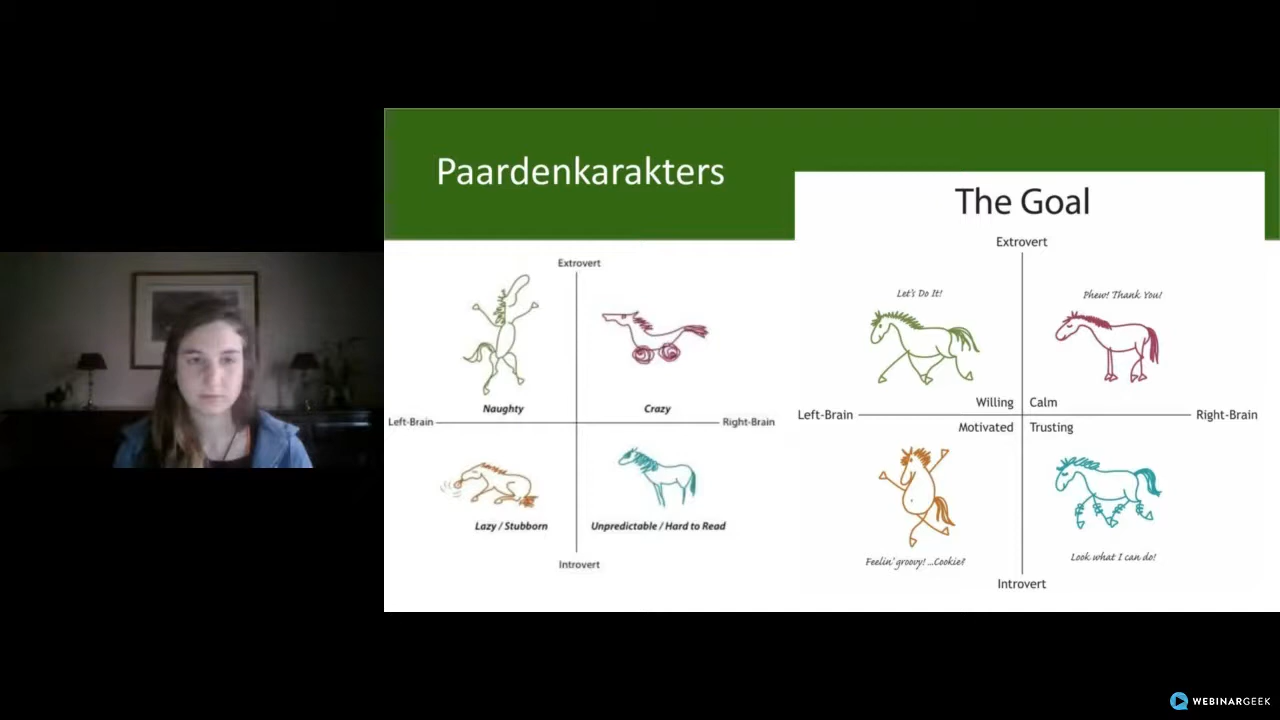 Paardenkarakters
Extrovert
Naughty
Crazy
Left-Brain
Right-Brain
Lazy / Stubborn
Unpredictable / Hard to Read
Introvert
The Goal
Extrovert
Let's Do It!
Phew! Thank You!
Willing
Calm
Left-Brain
Right-Brain
Motivated
Trusting
Feelin' groovy! ...Cookie?
Look what I can do!
Introvert
WEBINARGEEK